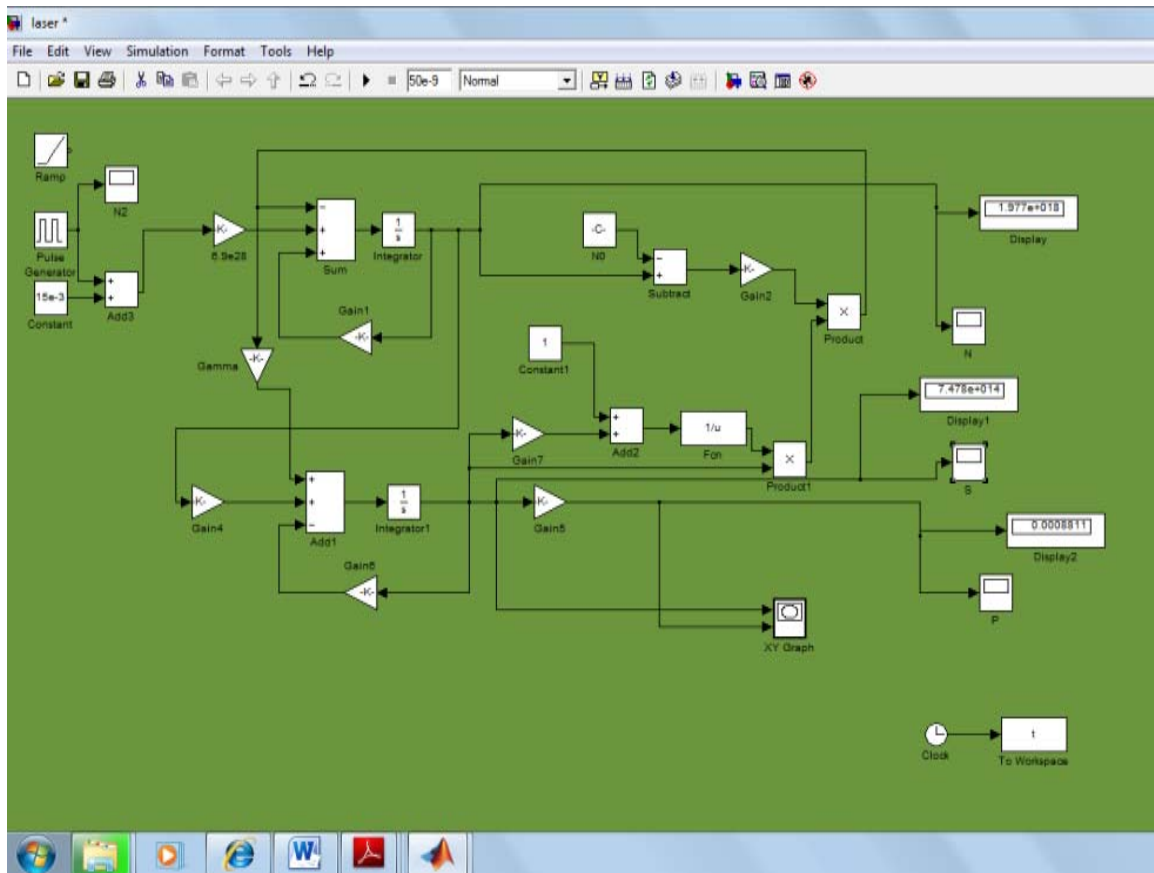 laser *
File Edit View Simulation Format Tools Help
50e-9 Normal
Ramp
N2
Pulse
Generator
15e-3
Constant
+
+
Add3
-K-
6.9e28
−
+
+
Sum
1
s
Integrator
-K-
Gain1
-K-
Gamma
-C-
N0
−
+
Subtract
-K-
Gain2
×
Product
1.977e+018
Display
N
1
Constant1
-K-
Gain7
+
+
Add2
1/u
Fcn
×
Product1
7.478e+014
Display1
S
-K-
Gain4
+
+
−
Add1
1
s
Integrator1
-K-
Gain5
-K-
Gain6
0.0008811
Display2
P
XY Graph
Clock
t
To Workspace
W